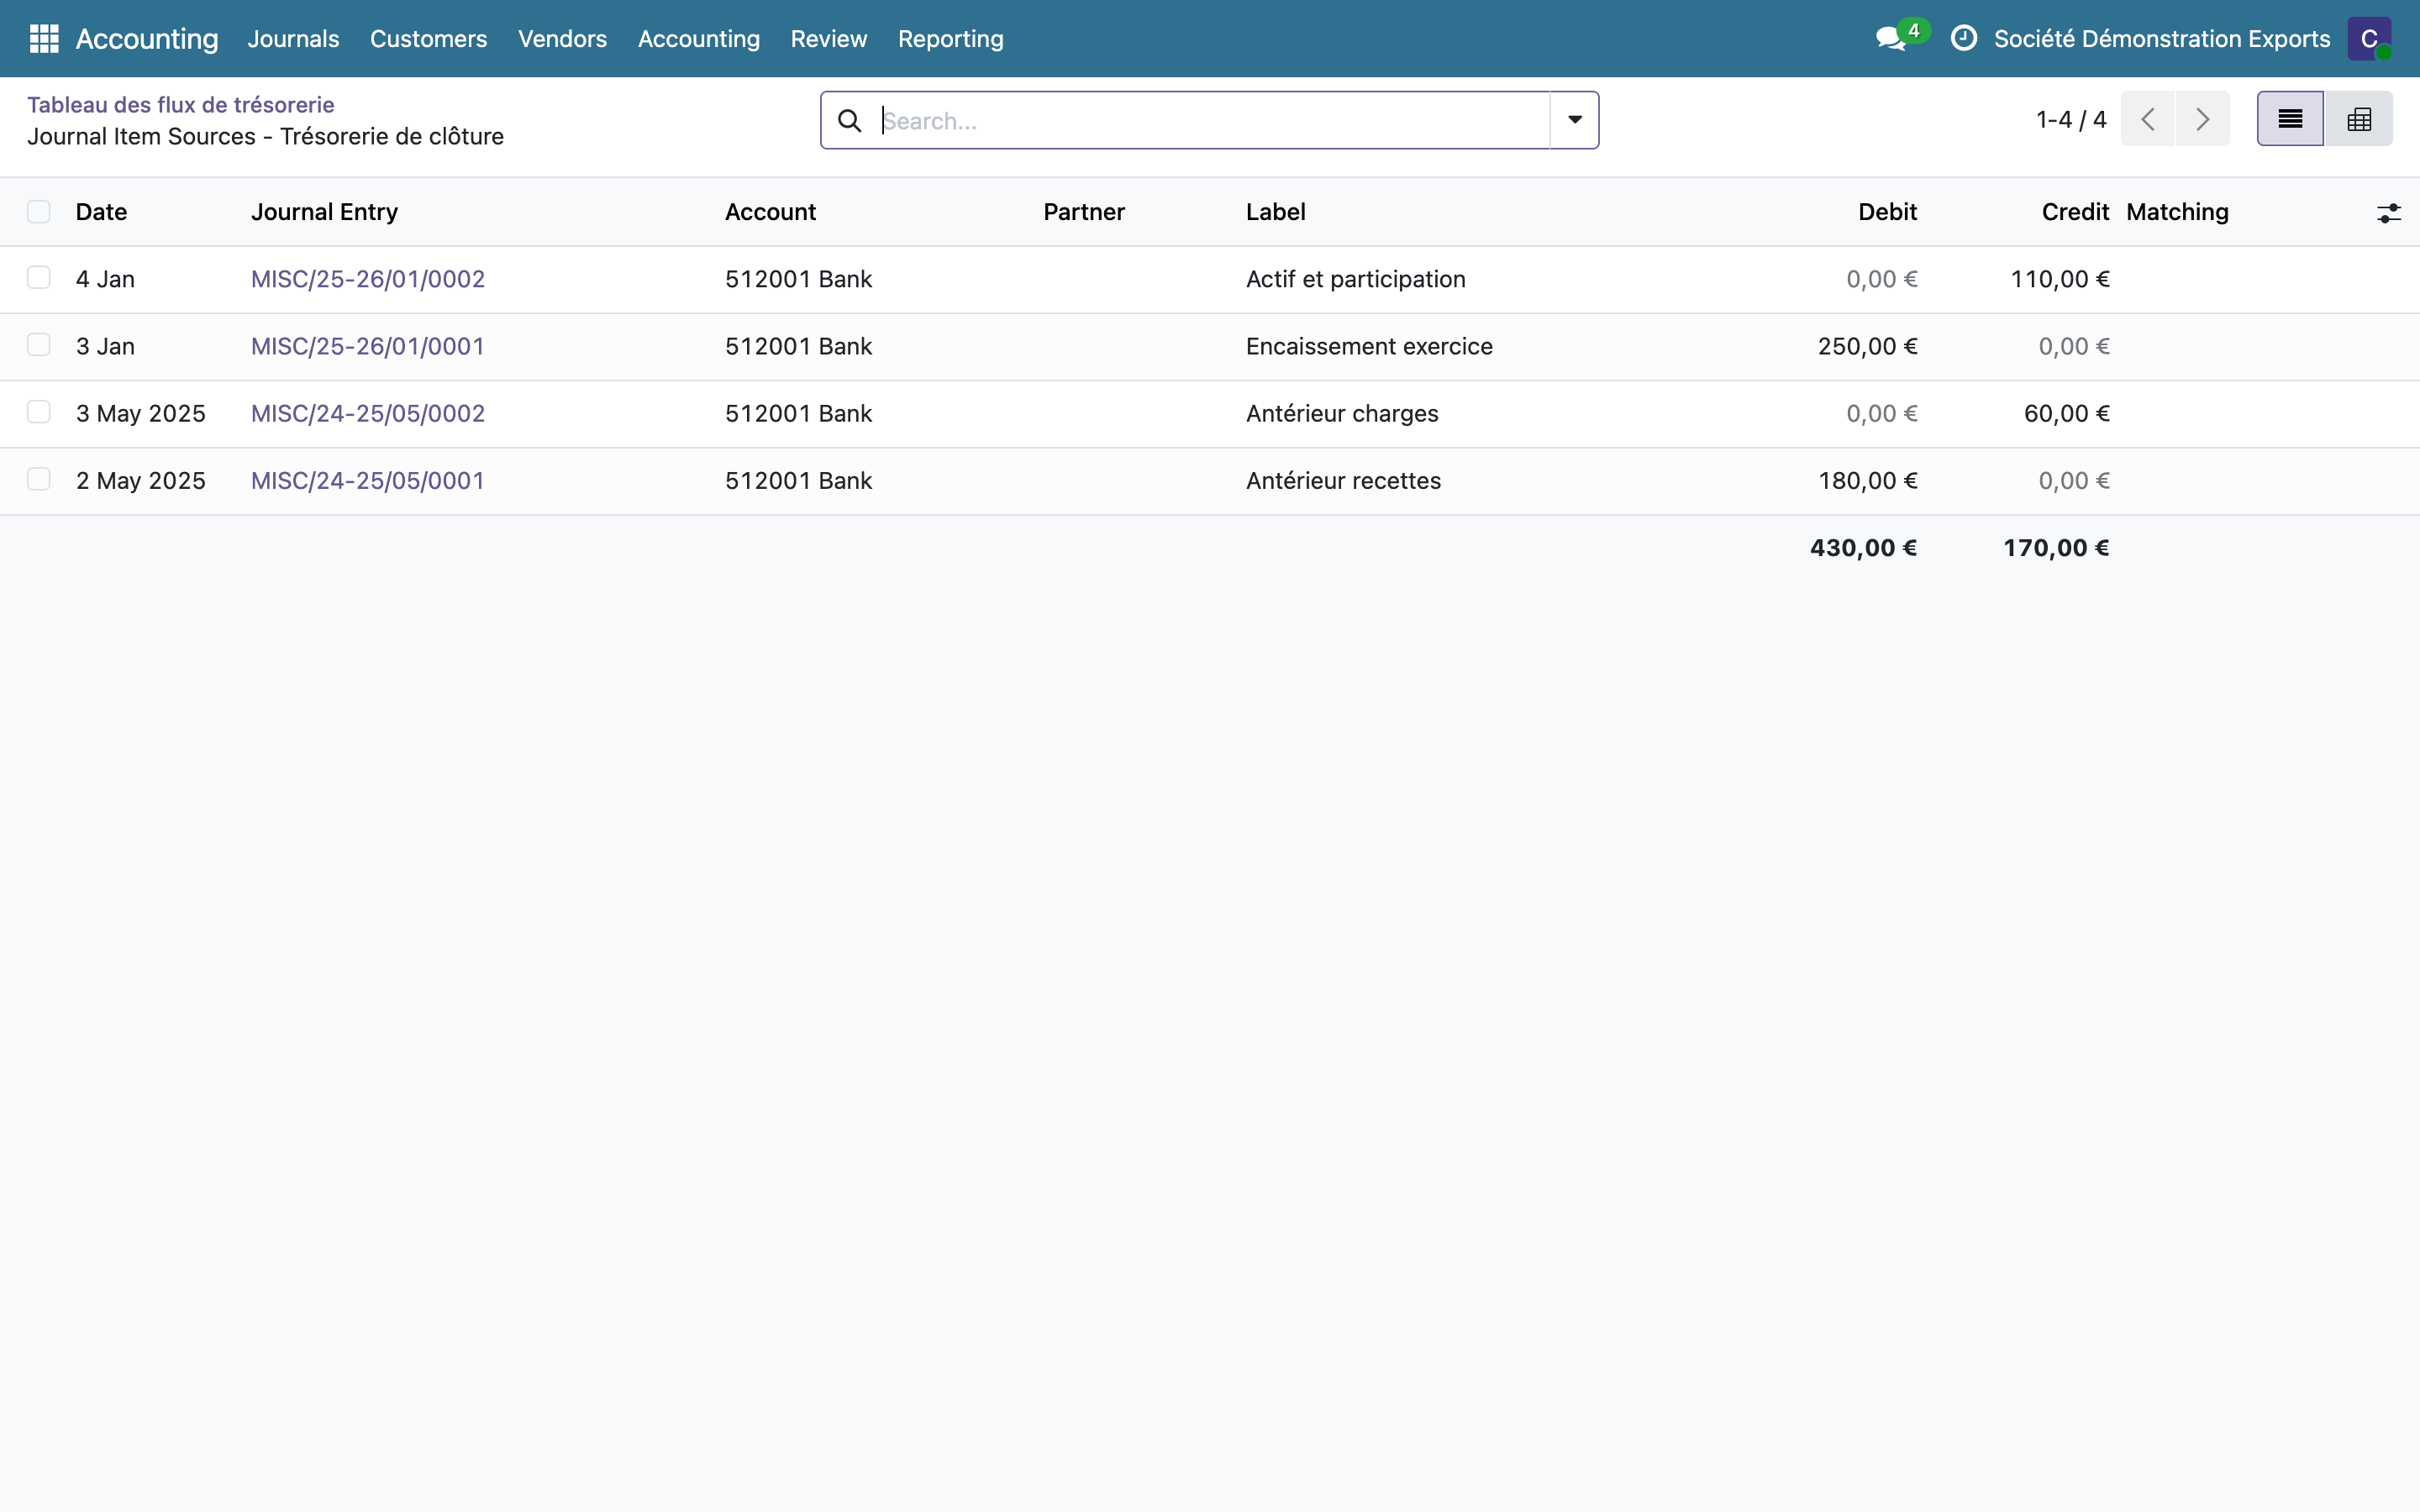 Accounting Journals Customers Vendors Accounting Review Reporting 4 Société Démonstration Exports C
Tableau des flux de trésorerie
Journal Item Sources - Trésorerie de clôture
Search...
1-4 / 4
Date Journal Entry Account Partner Label Debit Credit Matching
4 Jan MISC/25-26/01/0002 512001 Bank Actif et participation 0,00 € 110,00 €
3 Jan MISC/25-26/01/0001 512001 Bank Encaissement exercice 250,00 € 0,00 €
3 May 2025 MISC/24-25/05/0002 512001 Bank Antérieur charges 0,00 € 60,00 €
2 May 2025 MISC/24-25/05/0001 512001 Bank Antérieur recettes 180,00 € 0,00 €
430,00 € 170,00 €